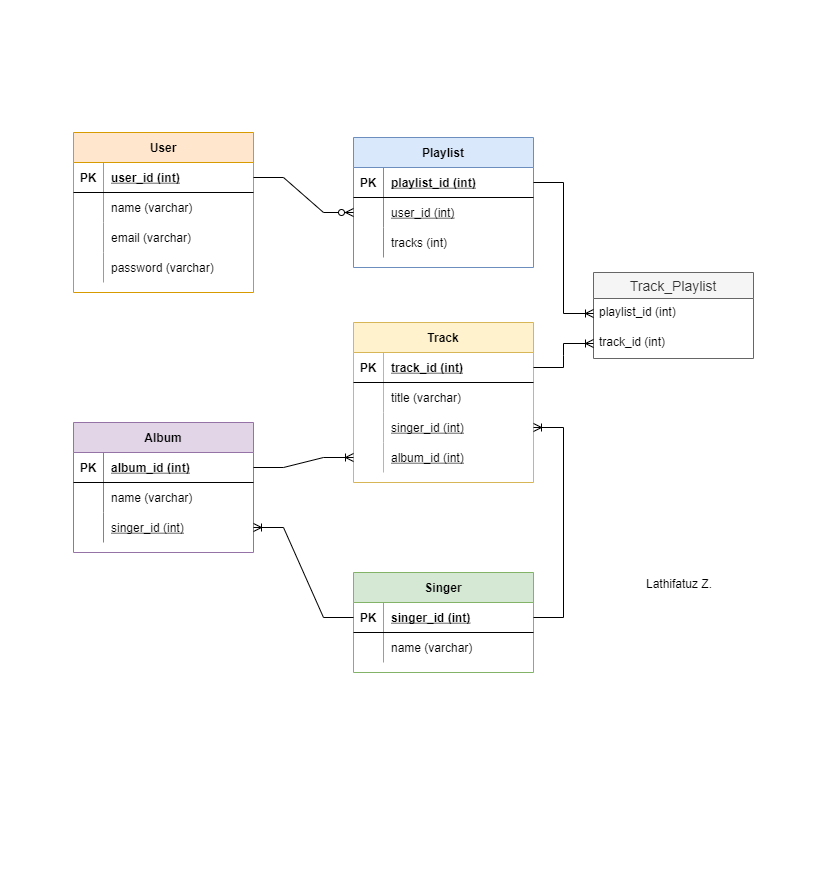 User
PK user_id (int)
name (varchar)
email (varchar)
password (varchar)
Playlist
PK playlist_id (int)
user_id (int)
tracks (int)
Track_Playlist
playlist_id (int)
track_id (int)
Track
PK track_id (int)
title (varchar)
singer_id (int)
album_id (int)
Album
PK album_id (int)
name (varchar)
singer_id (int)
Singer
PK singer_id (int)
name (varchar)
Lathifatuz Z.